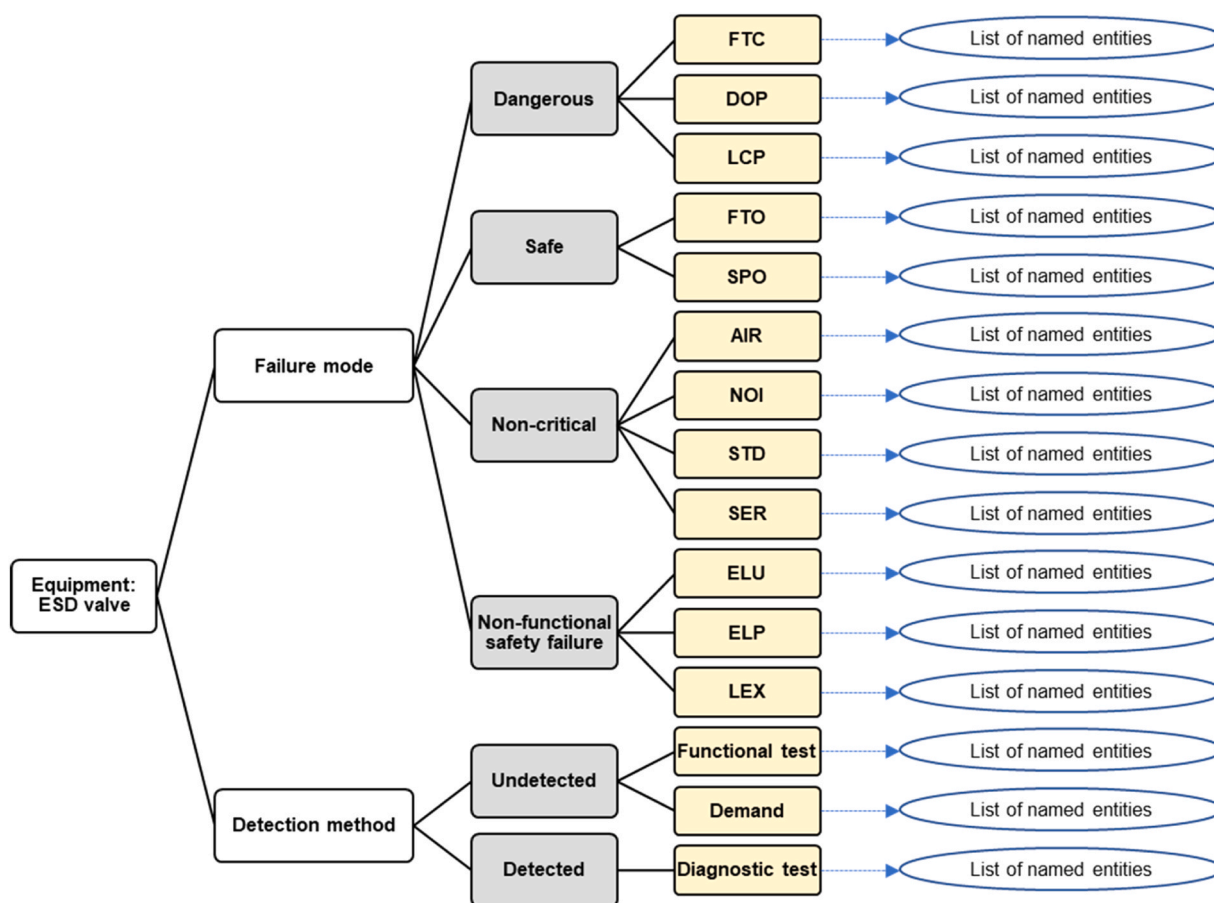 FTC
List of named entities
Dangerous
DOP
List of named entities
LCP
List of named entities
FTO
List of named entities
Safe
SPO
List of named entities
Failure mode
AIR
List of named entities
NOI
List of named entities
Non-critical
STD
List of named entities
SER
List of named entities
Equipment:
ESD valve
ELU
List of named entities
Non-functional
safety failure
ELP
List of named entities
LEX
List of named entities
Functional test
List of named entities
Undetected
Demand
List of named entities
Detection method
Detected
Diagnostic test
List of named entities